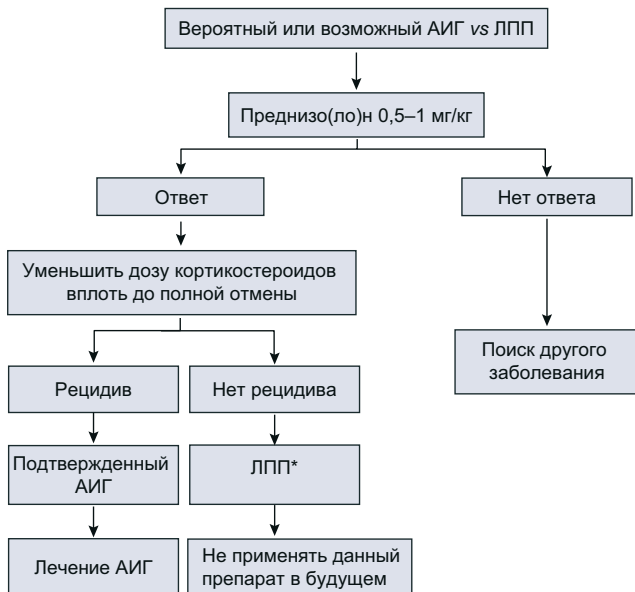 Вероятный или возможный АИГ vs ЛПП
Преднизо(ло)н 0,5–1 мг/кг
Ответ
Нет ответа
Уменьшить дозу кортикостероидов
вплоть до полной отмены
Поиск другого
заболевания
Рецидив
Нет рецидива
Подтвержденный
АИГ
ЛПП*
Лечение АИГ
Не применять данный
препарат в будущем